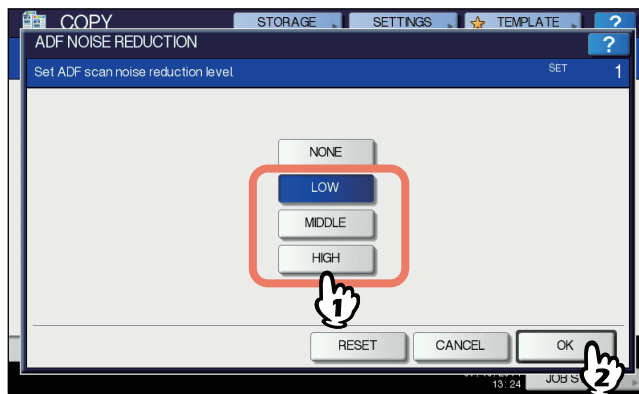 COPY STORAGE SETTINGS TEMPLATE ?
ADF NOISE REDUCTION ?
Set ADF scan noise reduction level. SET 1
NONE
LOW
MIDDLE
HIGH
1
RESET CANCEL OK
2
13:24 JOB S